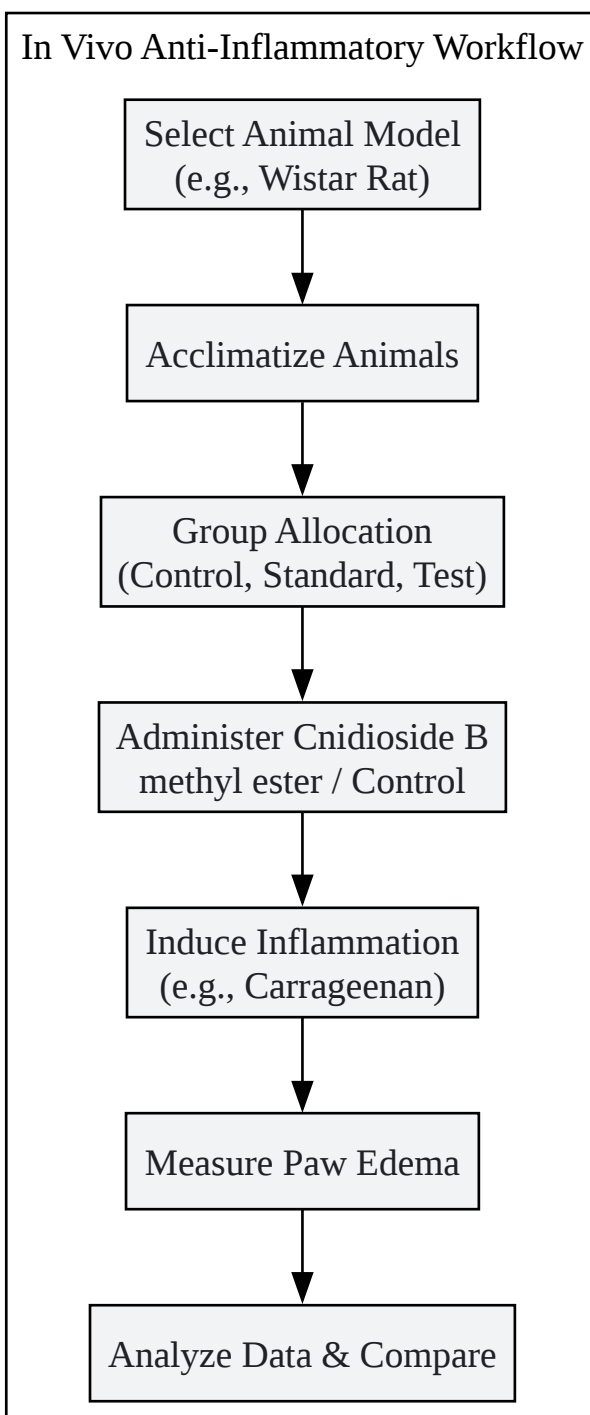 In Vivo Anti-Inflammatory Workflow
Select Animal Model
(e.g., Wistar Rat)
Acclimatize Animals
Group Allocation
(Control, Standard, Test)
Administer Cnidioside B
methyl ester / Control
Induce Inflammation
(e.g., Carrageenan)
Measure Paw Edema
Analyze Data & Compare